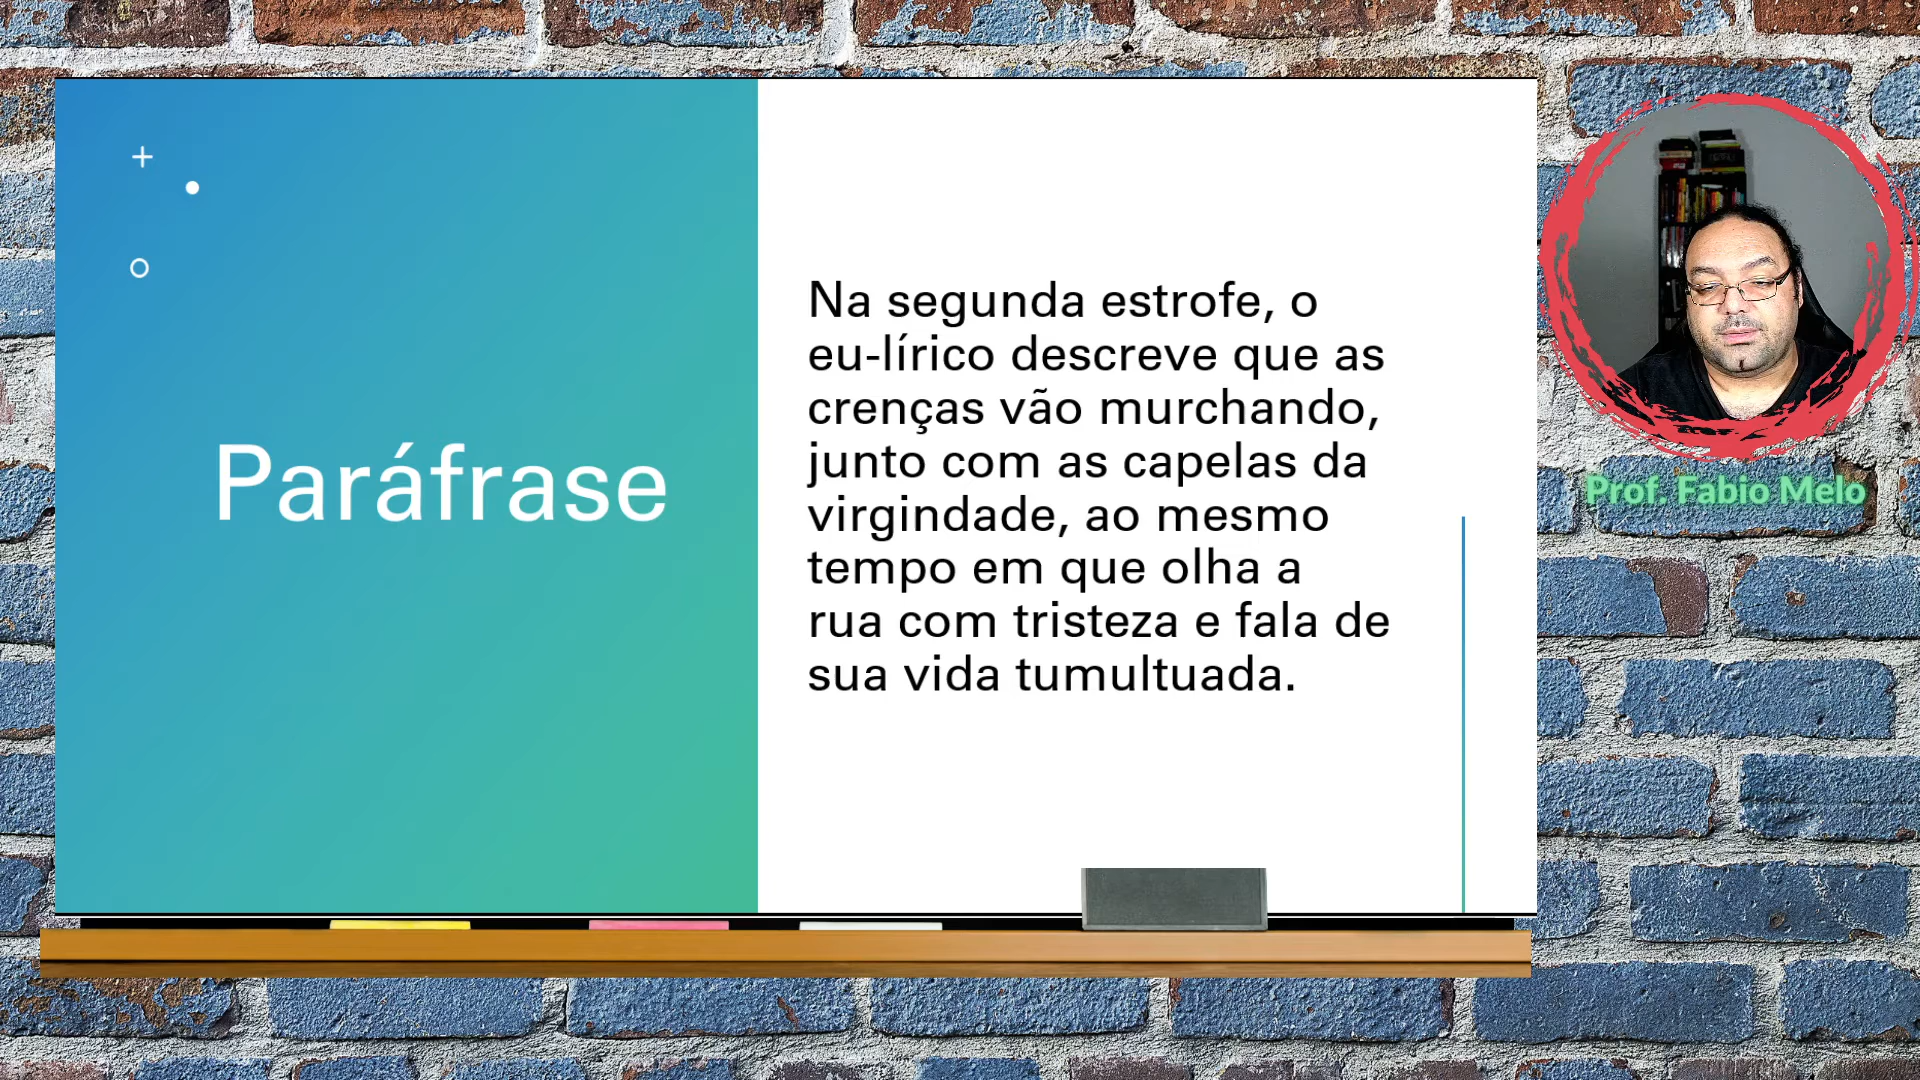 Paráfrase
Na segunda estrofe, o
eu-lírico descreve que as
crenças vão murchando,
junto com as capelas da
virgindade, ao mesmo
tempo em que olha a
rua com tristeza e fala de
sua vida tumultuada.
Prof. Fabio Melo